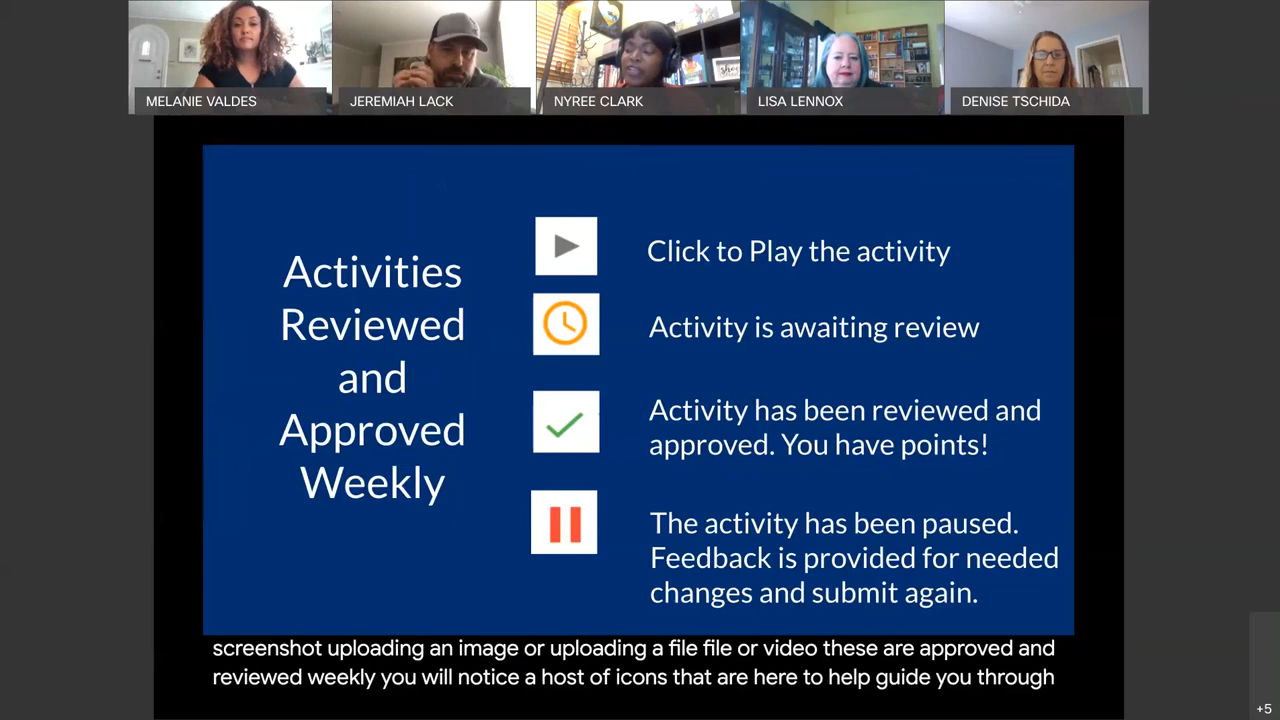 MELANIE VALDES
JEREMIAH LACK
NYREE CLARK
LISA LENNOX
DENISE TSCHIDA
Activities
Reviewed
and
Approved
Weekly
Click to Play the activity
Activity is awaiting review
Activity has been reviewed and
approved. You have points!
The activity has been paused.
Feedback is provided for needed
changes and submit again.
screenshot uploading an image or uploading a file file or video these are approved and
reviewed weekly you will notice a host of icons that are here to help guide you through
+5